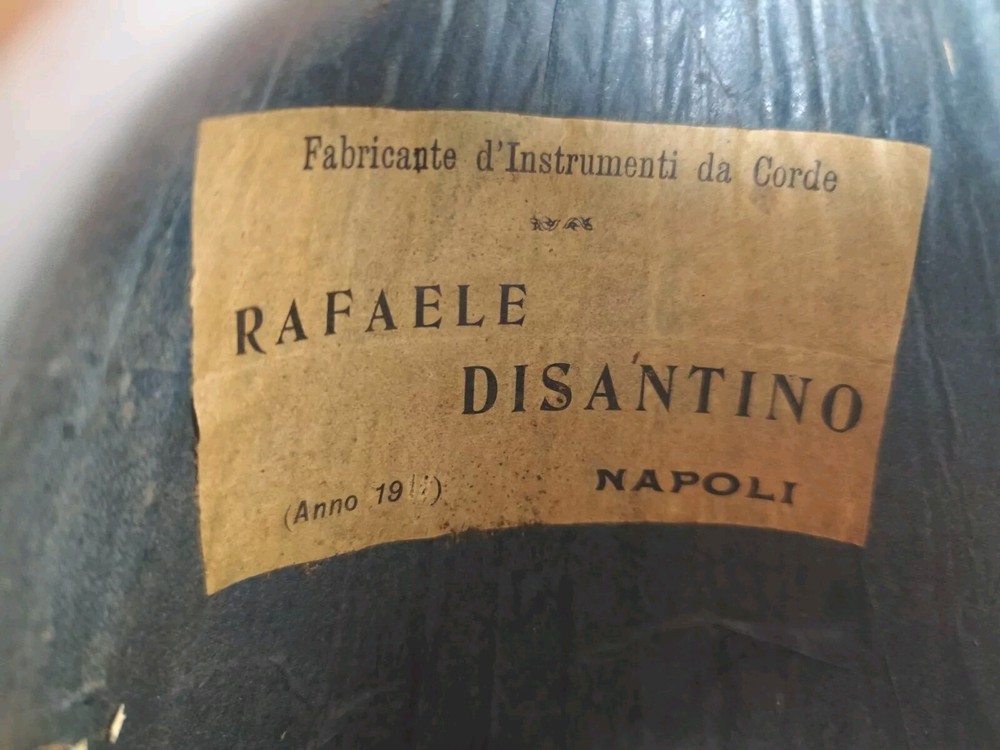 Fabricante d'Instrumenti da Corde
RAFAELE
DISANTINO
(Anno 19 )
NAPOLI